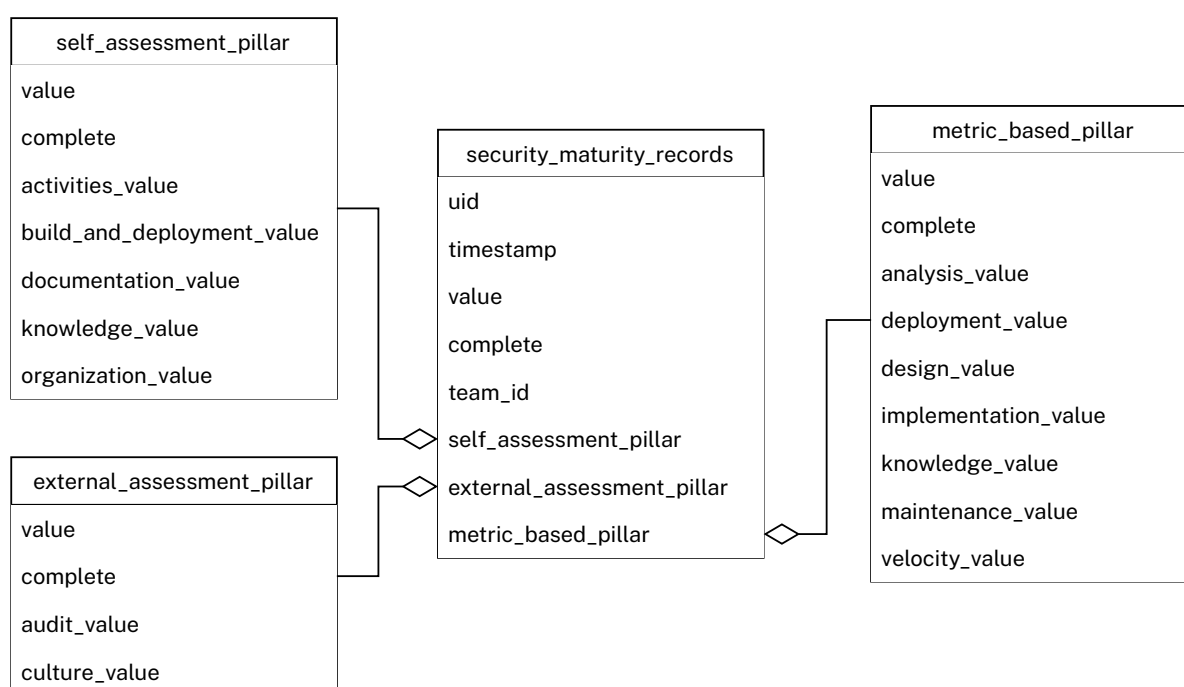 self_assessment_pillar
value
complete
activities_value
build_and_deployment_value
documentation_value
knowledge_value
organization_value
external_assessment_pillar
value
complete
audit_value
culture_value
security_maturity_records
uid
timestamp
value
complete
team_id
self_assessment_pillar
external_assessment_pillar
metric_based_pillar
metric_based_pillar
value
complete
analysis_value
deployment_value
design_value
implementation_value
knowledge_value
maintenance_value
velocity_value